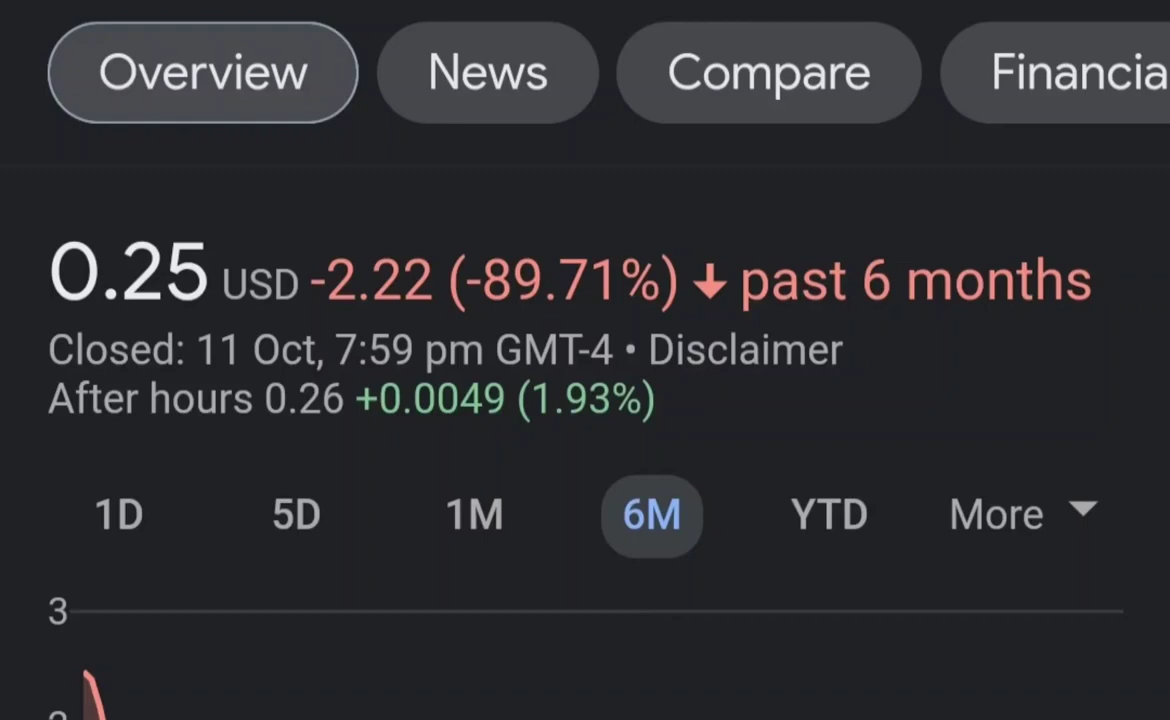 Overview News Compare Financia
0.25 USD -2.22 (-89.71%) ↓ past 6 months
Closed: 11 Oct, 7:59 pm GMT-4 • Disclaimer
After hours 0.26 +0.0049 (1.93%)
1D 5D 1M 6M YTD More
3